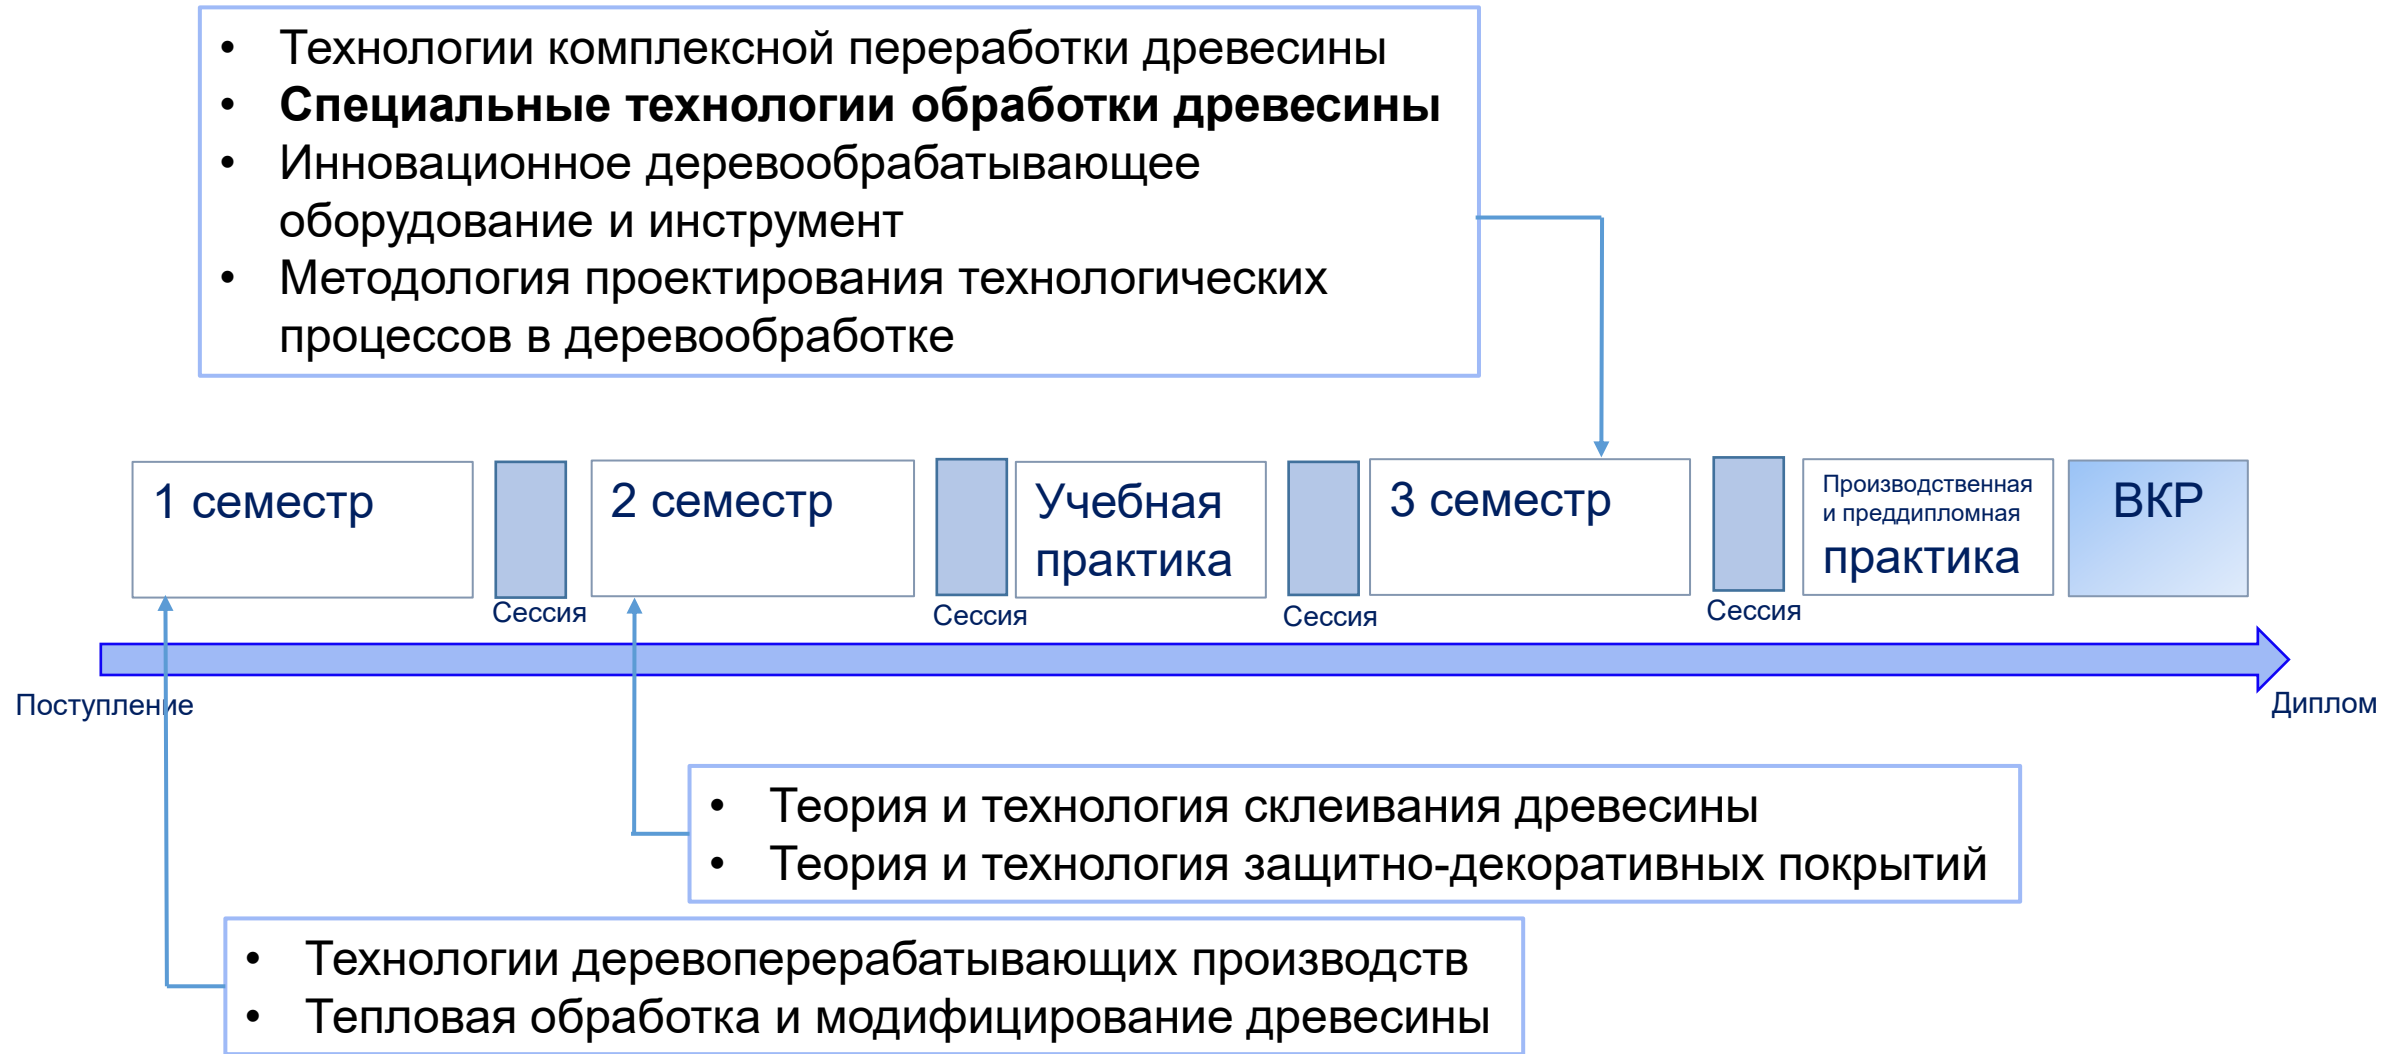 • Технологии комплексной переработки древесины
• Специальные технологии обработки древесины
• Инновационное деревообрабатывающее
оборудование и инструмент
• Методология проектирования технологических
процессов в деревообработке
1 семестр
Сессия
2 семестр
Сессия
Учебная
практика
Сессия
3 семестр
Сессия
Производственная
и преддипломная
практика
ВКР
Поступление
Диплом
• Теория и технология склеивания древесины
• Теория и технология защитно-декоративных покрытий
• Технологии деревоперерабатывающих производств
• Тепловая обработка и модифицирование древесины